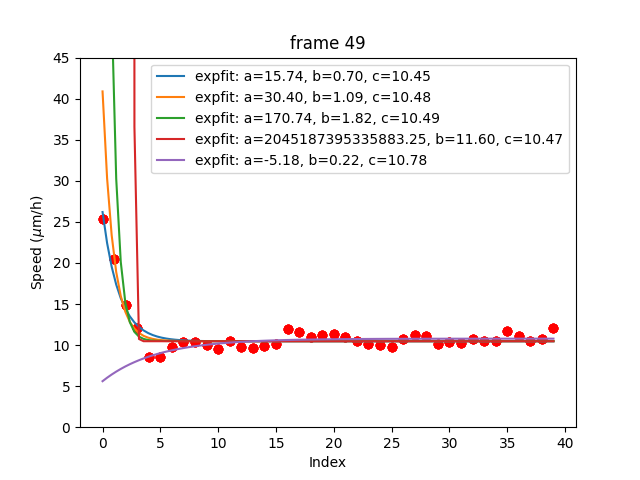 frame 49
expfit: a=15.74, b=0.70, c=10.45
expfit: a=30.40, b=1.09, c=10.48
expfit: a=170.74, b=1.82, c=10.49
expfit: a=2045187395335883.25, b=11.60, c=10.47
expfit: a=-5.18, b=0.22, c=10.78
Speed (μm/h)
45
40
35
30
25
20
15
10
5
0
0 5 10 15 20 25 30 35 40
Index